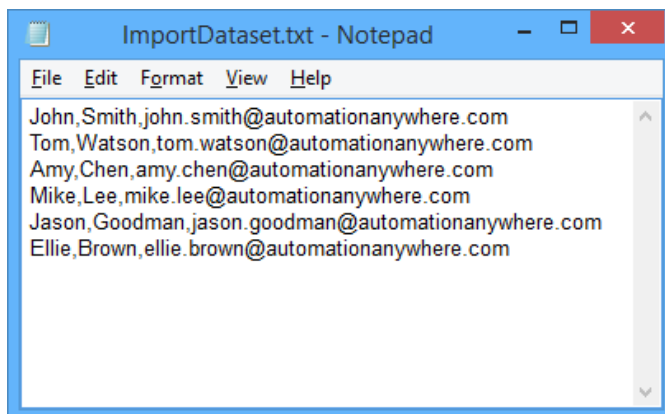 ImportDataset.txt - Notepad
File Edit Format View Help
John,Smith,john.smith@automationanywhere.com
Tom,Watson,tom.watson@automationanywhere.com
Amy,Chen,amy.chen@automationanywhere.com
Mike,Lee,mike.lee@automationanywhere.com
Jason,Goodman,jason.goodman@automationanywhere.com
Ellie,Brown,ellie.brown@automationanywhere.com